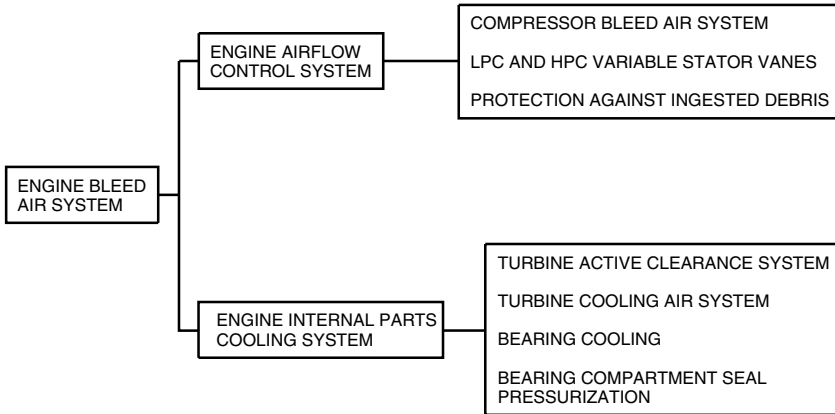 COMPRESSOR BLEED AIR SYSTEM
ENGINE AIRFLOW
CONTROL SYSTEM
LPC AND HPC VARIABLE STATOR VANES
PROTECTION AGAINST INGESTED DEBRIS
ENGINE BLEED
AIR SYSTEM
TURBINE ACTIVE CLEARANCE SYSTEM
TURBINE COOLING AIR SYSTEM
ENGINE INTERNAL PARTS
COOLING SYSTEM
BEARING COOLING
BEARING COMPARTMENT SEAL
PRESSURIZATION